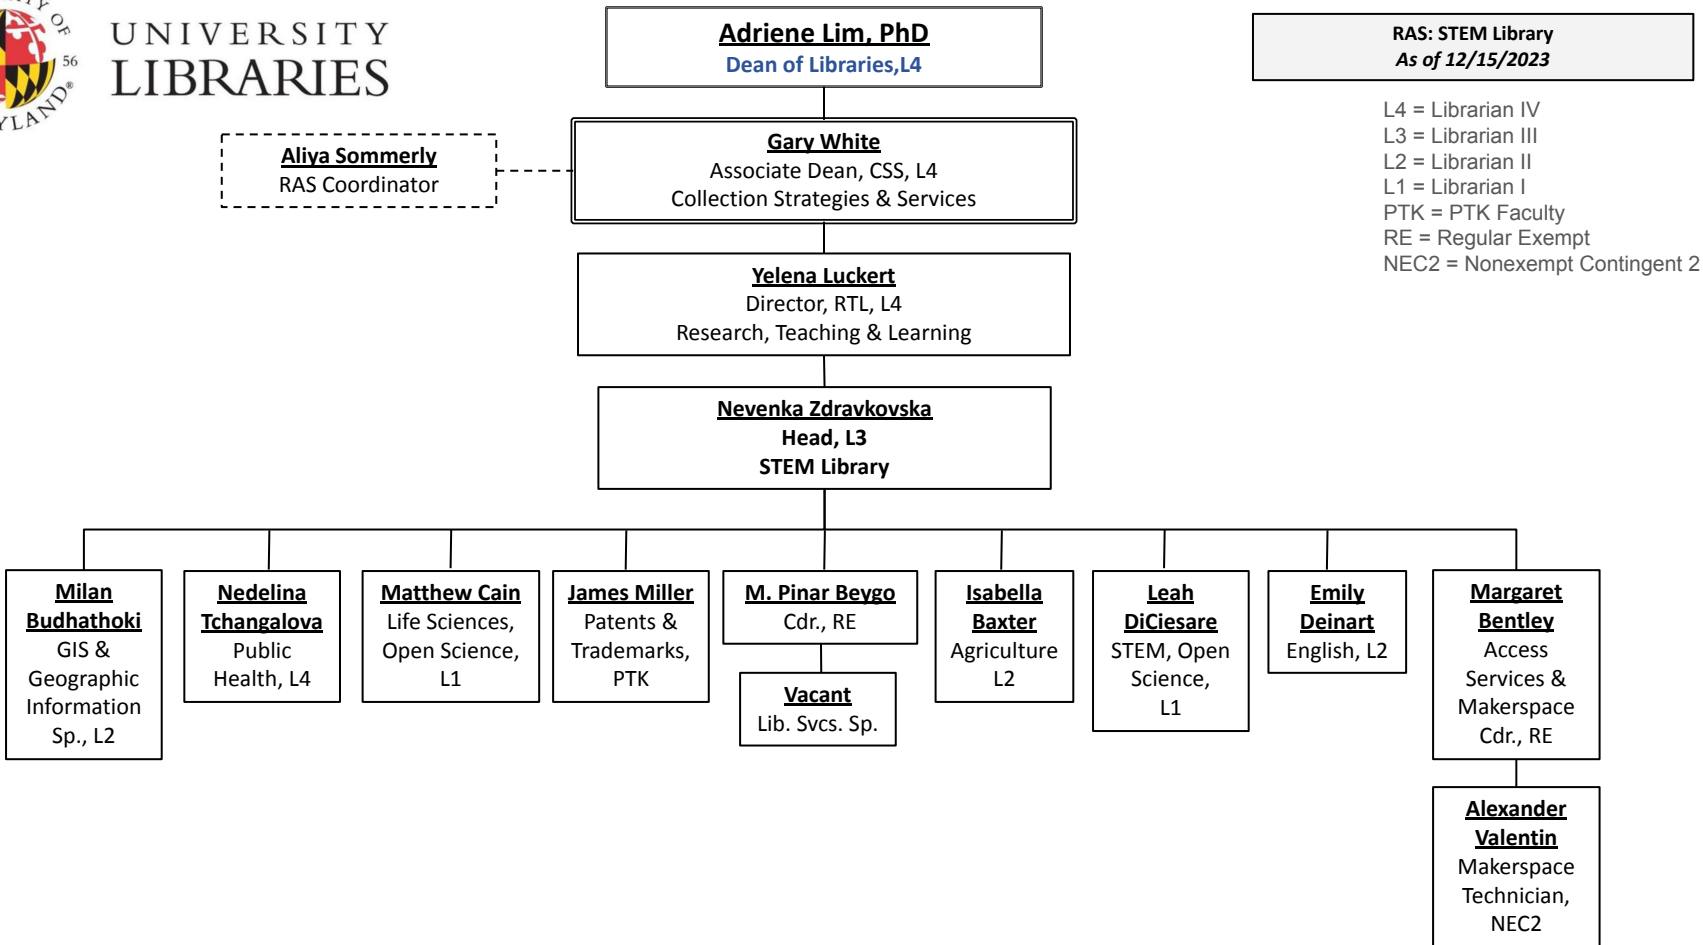 56
UNIVERSITY
LIBRARIES
Adriene Lim, PhD
Dean of Libraries,L4
RAS: STEM Library
As of 12/15/2023
L4 = Librarian IV
L3 = Librarian III
L2 = Librarian II
L1 = Librarian I
PTK = PTK Faculty
RE = Regular Exempt
NEC2 = Nonexempt Contingent 2
Aliya Sommerly
RAS Coordinator
Gary White
Associate Dean, CSS, L4
Collection Strategies & Services
Yelena Luckert
Director, RTL, L4
Research, Teaching & Learning
Nevenka Zdravkovska
Head, L3
STEM Library
Milan
Budhathoki
GIS &
Geographic
Information
Sp., L2
Nedelina
Tchangalova
Public
Health, L4
Matthew Cain
Life Sciences,
Open Science,
L1
James Miller
Patents &
Trademarks,
PTK
M. Pinar Beygo
Cdr., RE
Vacant
Lib. Svcs. Sp.
Isabella
Baxter
Agriculture
L2
Leah
DiCiesare
STEM, Open
Science,
L1
Emily
Deinart
English, L2
Margaret
Bentley
Access
Services &
Makerspace
Cdr., RE
Alexander
Valentin
Makerspace
Technician,
NEC2